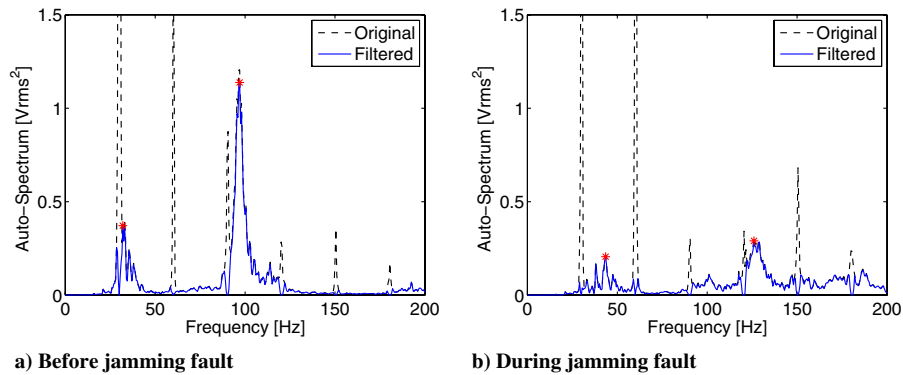 1.5
1
0.5
0
Auto-Spectrum [Vrms²]
Original
Filtered
0 50 100 150 200
Frequency [Hz]
a) Before jamming fault
1.5
1
0.5
0
Auto-Spectrum [Vrms²]
Original
Filtered
0 50 100 150 200
Frequency [Hz]
b) During jamming fault